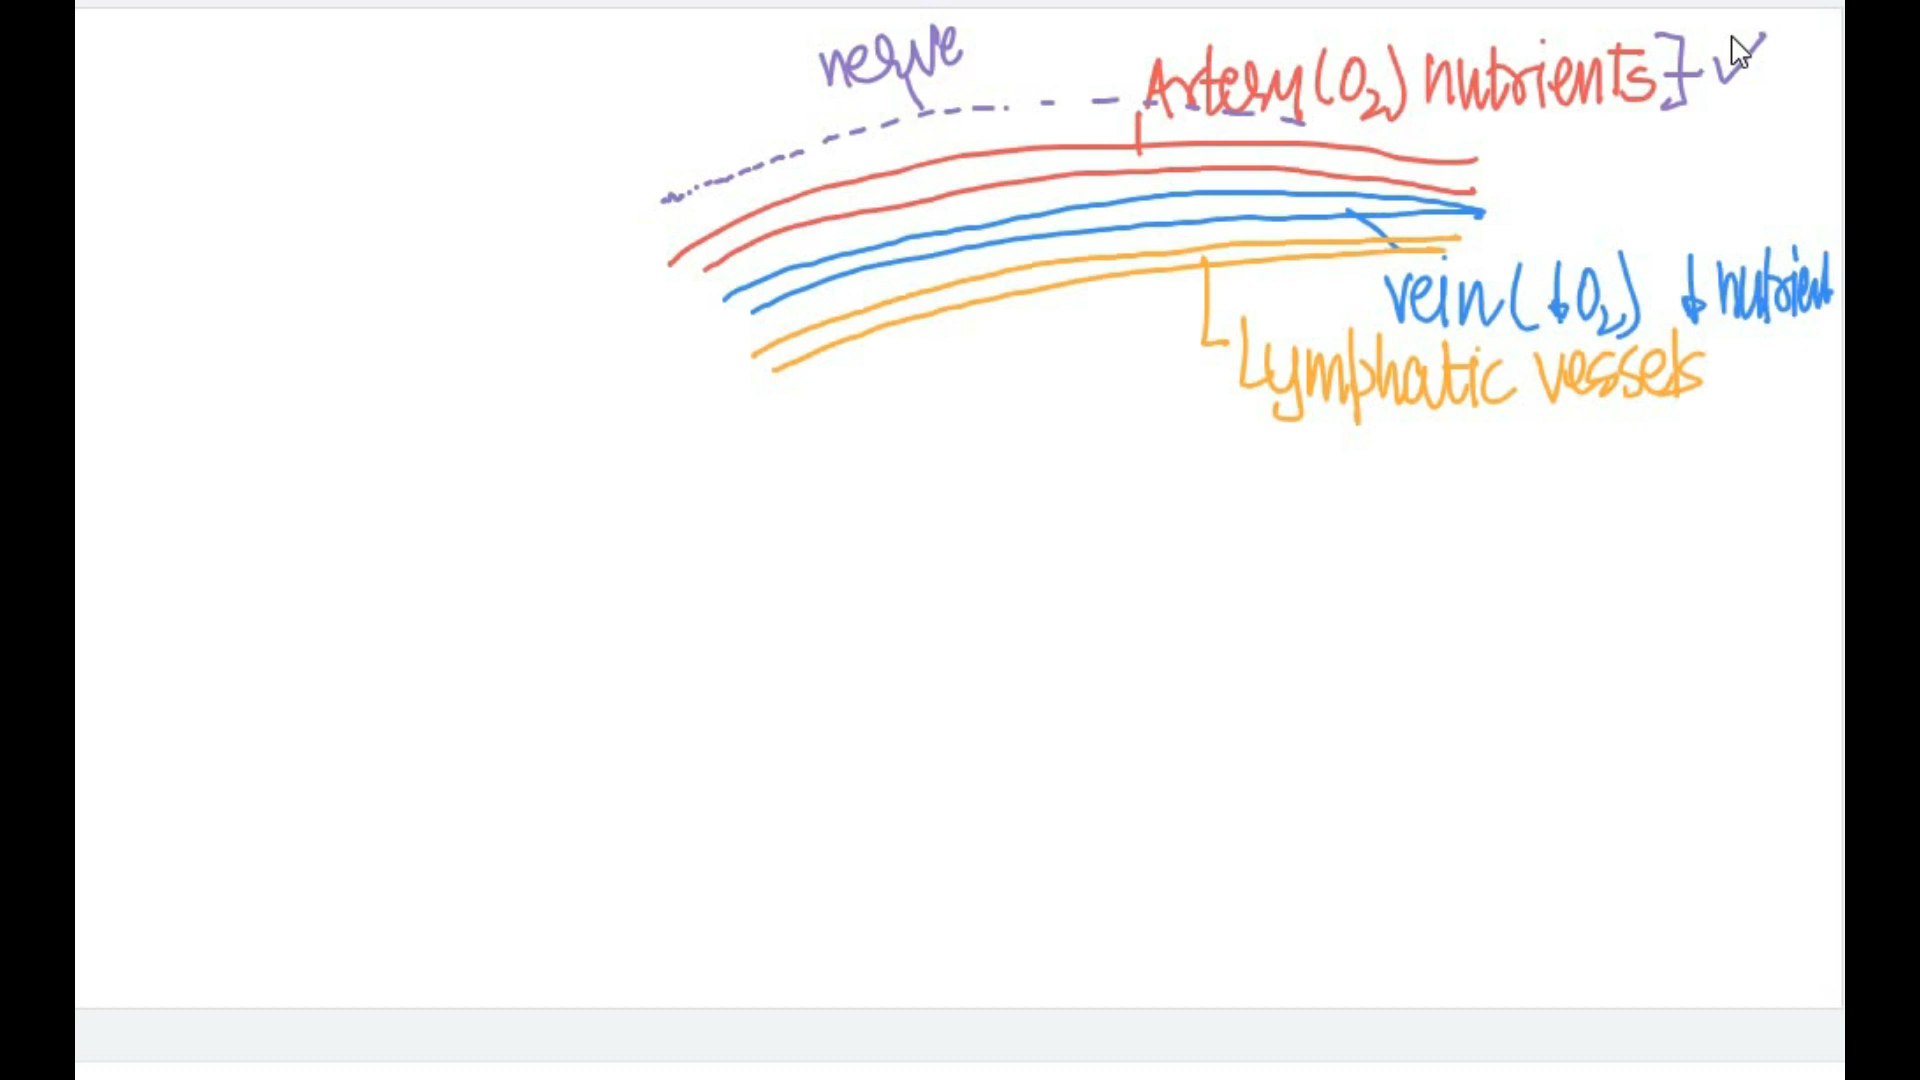 nerve
Artery (O2) nutrients ] ✓
vein (↓O2) ↓ nutrient
Lymphatic vessels